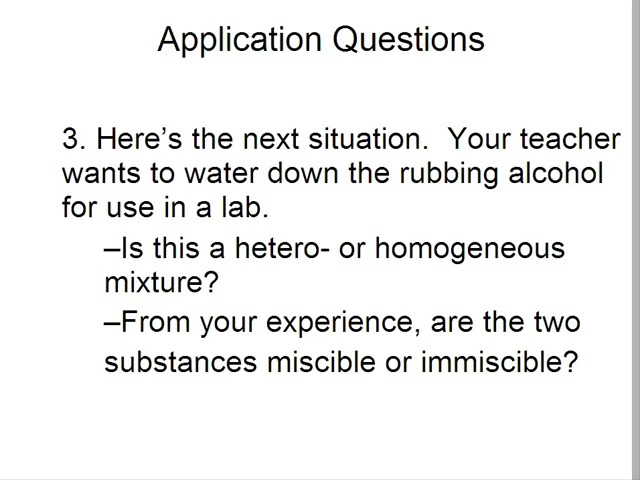 Application Questions
3. Here’s the next situation.  Your teacher
wants to water down the rubbing alcohol
for use in a lab.
–Is this a hetero- or homogeneous
mixture?
–From your experience, are the two
substances miscible or immiscible?